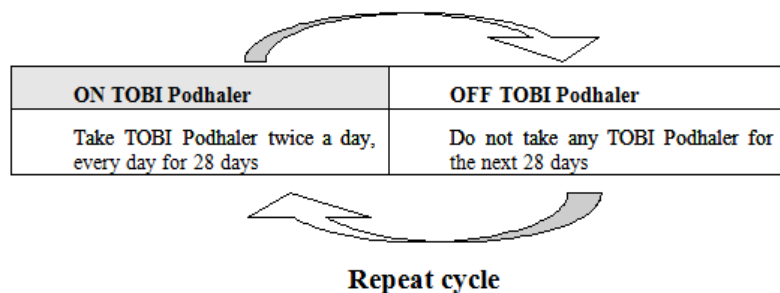 ON TOBI Podhaler
OFF TOBI Podhaler
Take TOBI Podhaler twice a day,
every day for 28 days
Do not take any TOBI Podhaler for
the next 28 days
Repeat cycle